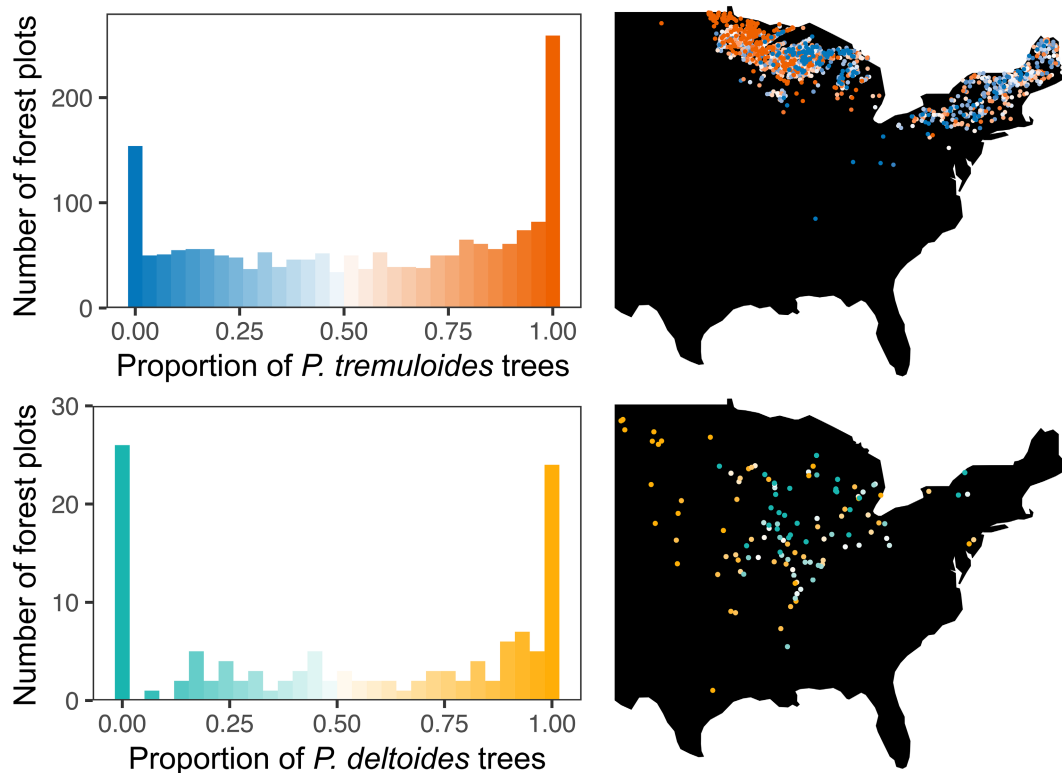 Number of forest plots
200
100
0
0.00 0.25 0.50 0.75 1.00
Proportion of P. tremuloides trees
Number of forest plots
30
20
10
0
0.00 0.25 0.50 0.75 1.00
Proportion of P. deltoides trees